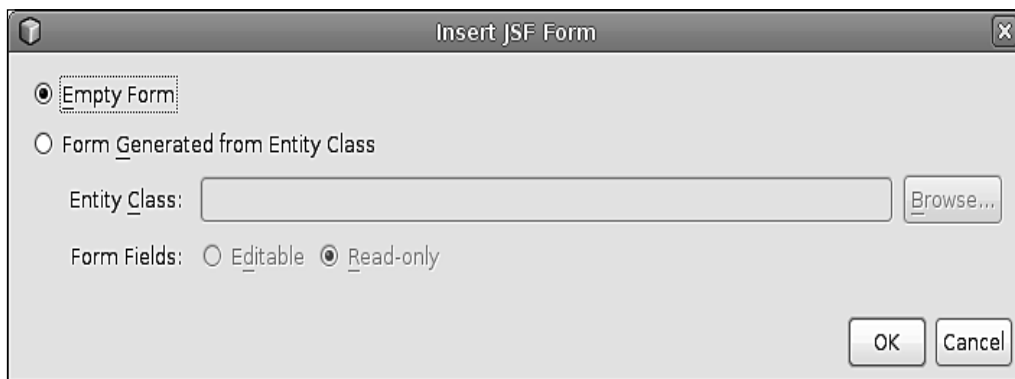 Insert JSF Form
Empty Form
Form Generated from Entity Class
Entity Class: Browse...
Form Fields: Editable Read-only
OK Cancel